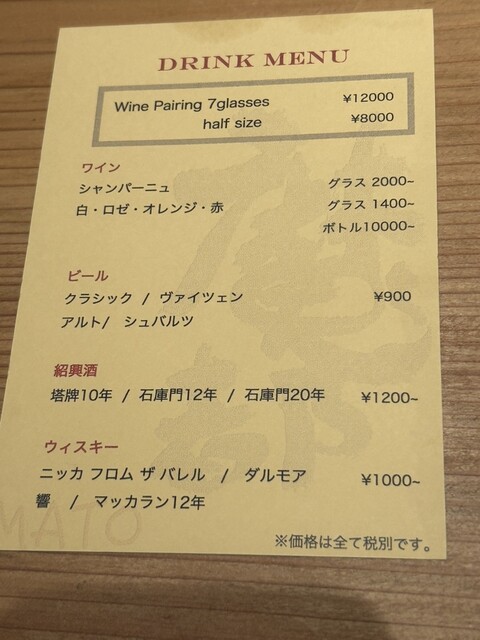 DRINK MENU
Wine Pairing 7glasses ¥12000
half size ¥8000
ワイン
シャンパーニュ グラス 2000~
白・ロゼ・オレンジ・赤 グラス 1400~
ボトル10000~
ビール
クラシック / ヴァイツェン ¥900
アルト/ シュバルツ
紹興酒
塔牌10年 / 石庫門12年 / 石庫門20年 ¥1200~
ウィスキー
ニッカ フロム ザ バレル / ダルモア ¥1000~
響 / マッカラン12年
MATO
※価格は全て税別です。